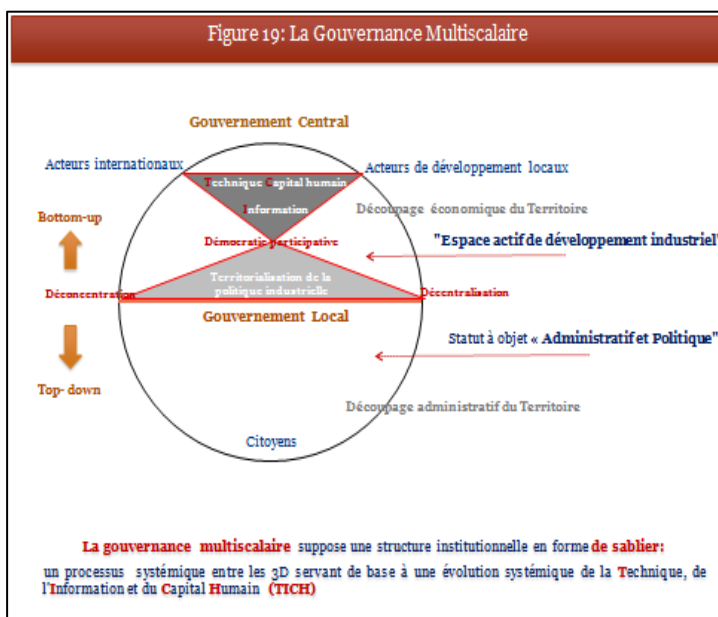 Figure 19: La Gouvernance Multiscalaire
Gouvernement Central
Acteurs internationaux
Acteurs de développement locaux
Technique Capital humain
Information
Découpage économique du Territoire
Bottom-up
Démocratie participative
"Espace actif de développement industriel"
Territorialisation de la
politique industrielle
Déconcentration
Décentralisation
Gouvernement Local
Statut à objet « Administratif et Politique"
Top- down
Découpage administratif du Territoire
Citoyens
La gouvernance multiscalaire suppose une structure institutionnelle en forme de sablier:
un processus systémique entre les 3D servant de base à une évolution systémique de la Technique, de
l'Information et du Capital Humain (TICH)